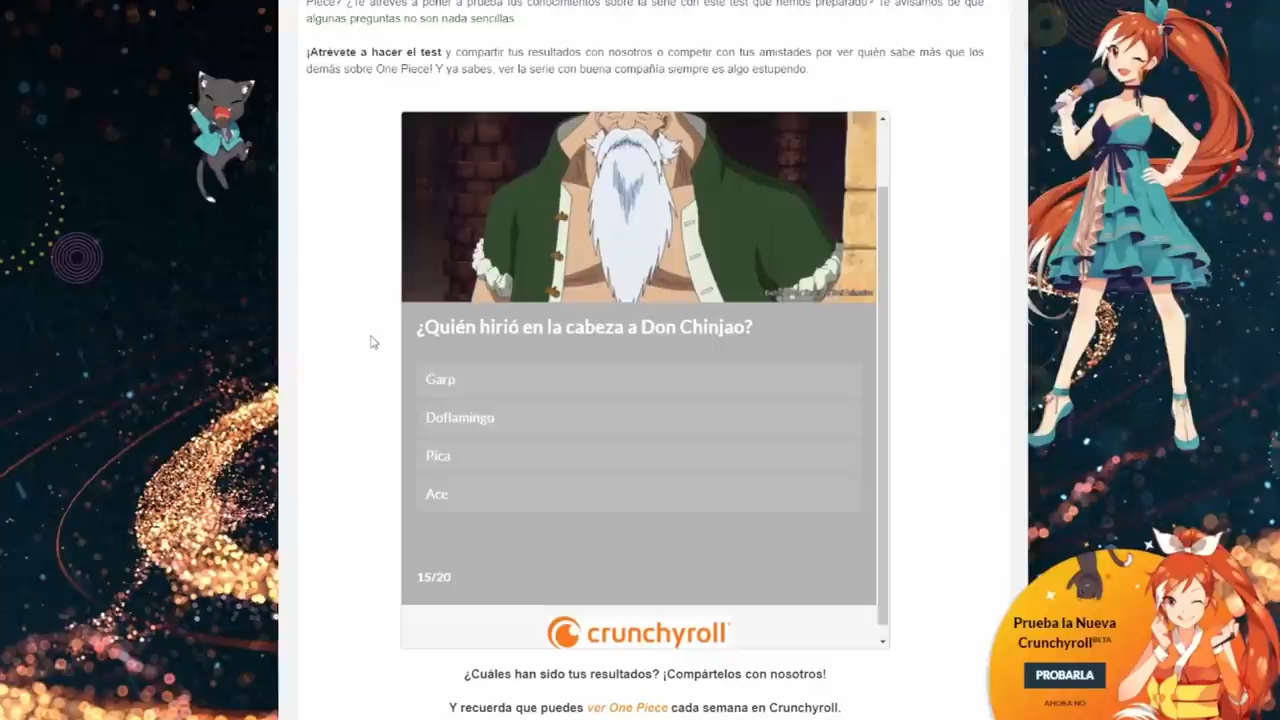 Piece? ¿Te atreves a poner a prueba tus conocimientos sobre la serie con este test que hemos preparado? Te avisamos de que
algunas preguntas no son nada sencillas.
¡Atrévete a hacer el test y compartir tus resultados con nosotros o competir con tus amistades por ver quién sabe más que los
demás sobre One Piece! Y ya sabes, ver la serie con buena compañía siempre es algo estupendo.
¿Quién hirió en la cabeza a Don Chinjao?
Garp
Doflamingo
Pica
Ace
15/20
crunchyroll
¿Cuáles han sido tus resultados? ¡Compártelos con nosotros!
Y recuerda que puedes ver One Piece cada semana en Crunchyroll.
Prueba la Nueva
Crunchyroll BETA
PROBARLA
AHORA NO